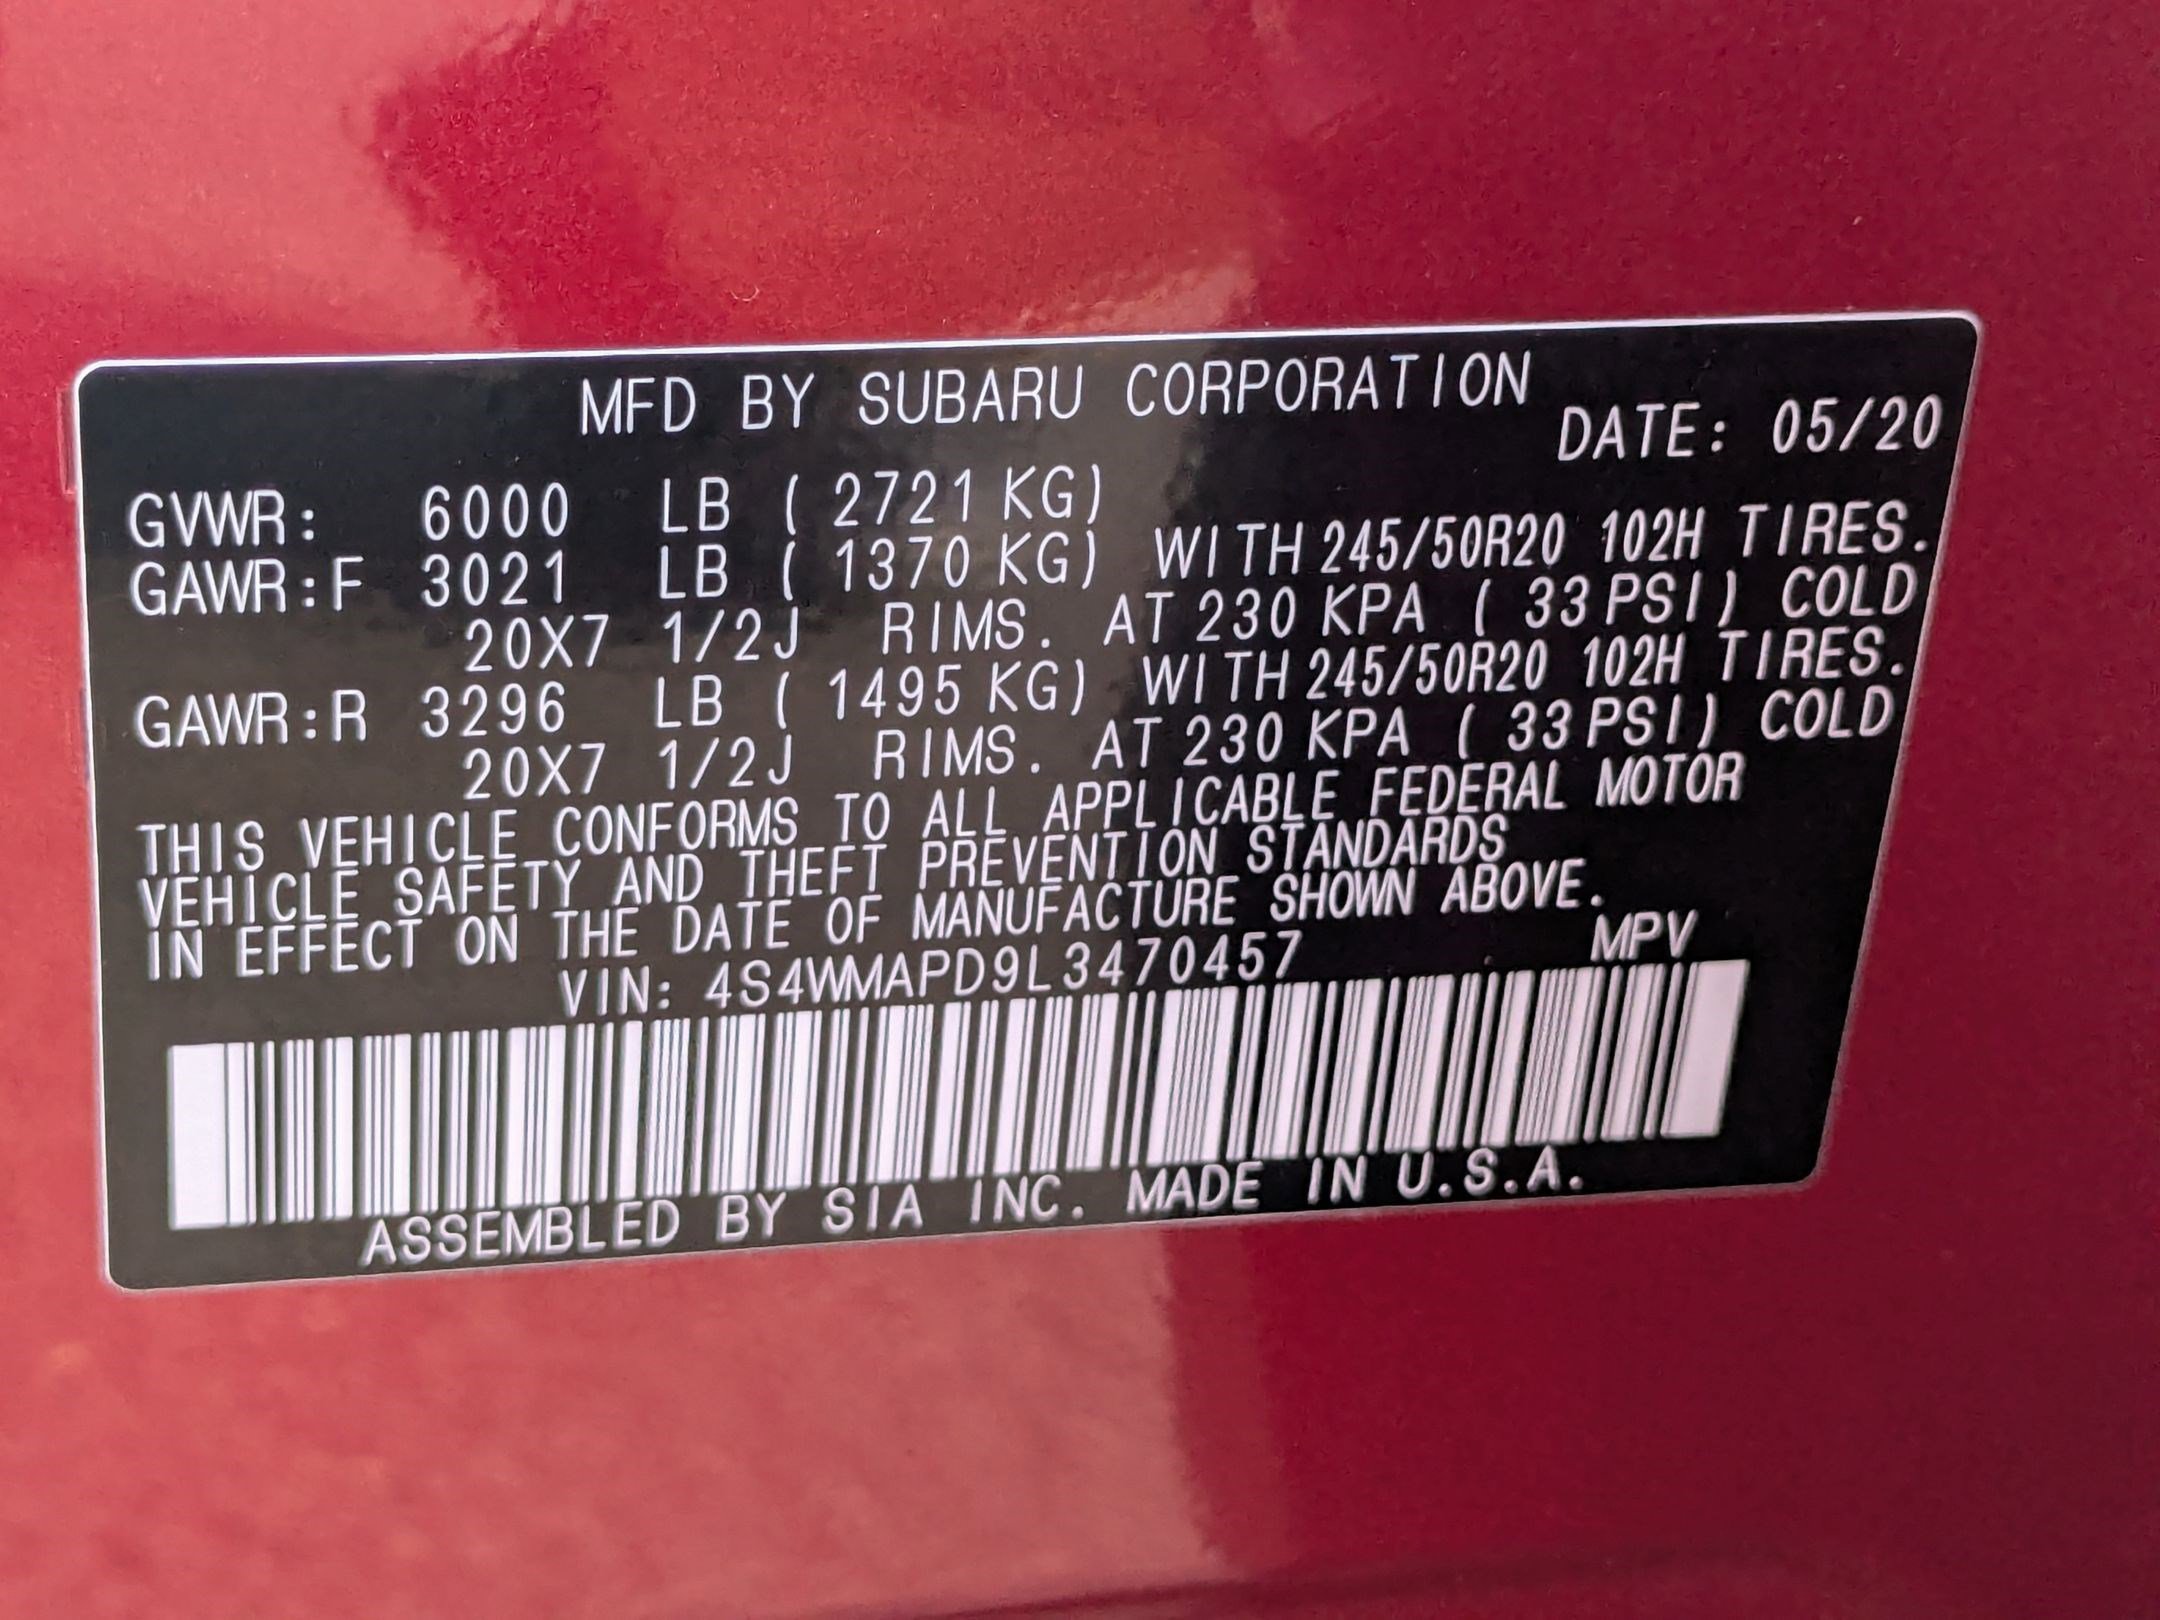 MFD BY SUBARU CORPORATION
DATE: 05/20
GVWR: 6000 LB ( 2721 KG)
GAWR:F 3021 LB ( 1370 KG) WITH 245/50R20 102H TIRES.
20X7 1/2J RIMS. AT 230 KPA ( 33 PSI) COLD
GAWR:R 3296 LB ( 1495 KG) WITH 245/50R20 102H TIRES.
20X7 1/2J RIMS. AT 230 KPA ( 33 PSI) COLD
THIS VEHICLE CONFORMS TO ALL APPLICABLE FEDERAL MOTOR
VEHICLE SAFETY AND THEFT PREVENTION STANDARDS
IN EFFECT ON THE DATE OF MANUFACTURE SHOWN ABOVE.
VIN: 4S4WMAPD9L3470457 MPV
ASSEMBLED BY SIA INC. MADE IN U.S.A.